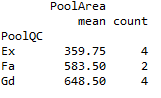 PoolArea
mean count
PoolQC
Ex 359.75 4
Fa 583.50 2
Gd 648.50 4